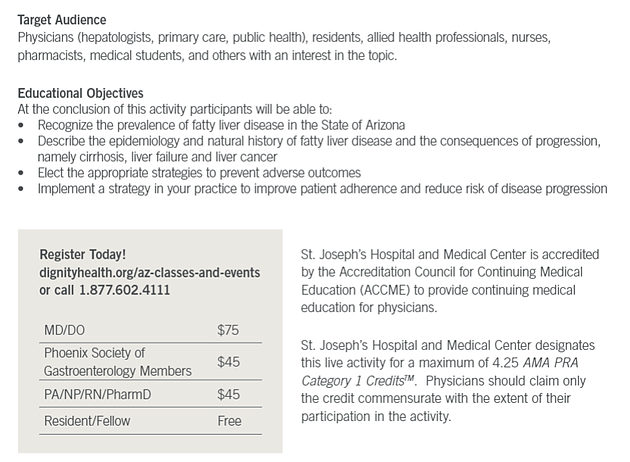 Target Audience
Physicians (hepatologists, primary care, public health), residents, allied health professionals, nurses,
pharmacists, medical students, and others with an interest in the topic.
Educational Objectives
At the conclusion of this activity participants will be able to:
• Recognize the prevalence of fatty liver disease in the State of Arizona
• Describe the epidemiology and natural history of fatty liver disease and the consequences of progression,
namely cirrhosis, liver failure and liver cancer
• Elect the appropriate strategies to prevent adverse outcomes
• Implement a strategy in your practice to improve patient adherence and reduce risk of disease progression
Register Today!
dignityhealth.org/az-classes-and-events
or call 1.877.602.4111
MD/DO $75
Phoenix Society of
Gastroenterology Members $45
PA/NP/RN/PharmD $45
Resident/Fellow Free
St. Joseph's Hospital and Medical Center is accredited
by the Accreditation Council for Continuing Medical
Education (ACCME) to provide continuing medical
education for physicians.
St. Joseph's Hospital and Medical Center designates
this live activity for a maximum of 4.25 AMA PRA
Category 1 Credits™. Physicians should claim only
the credit commensurate with the extent of their
participation in the activity.